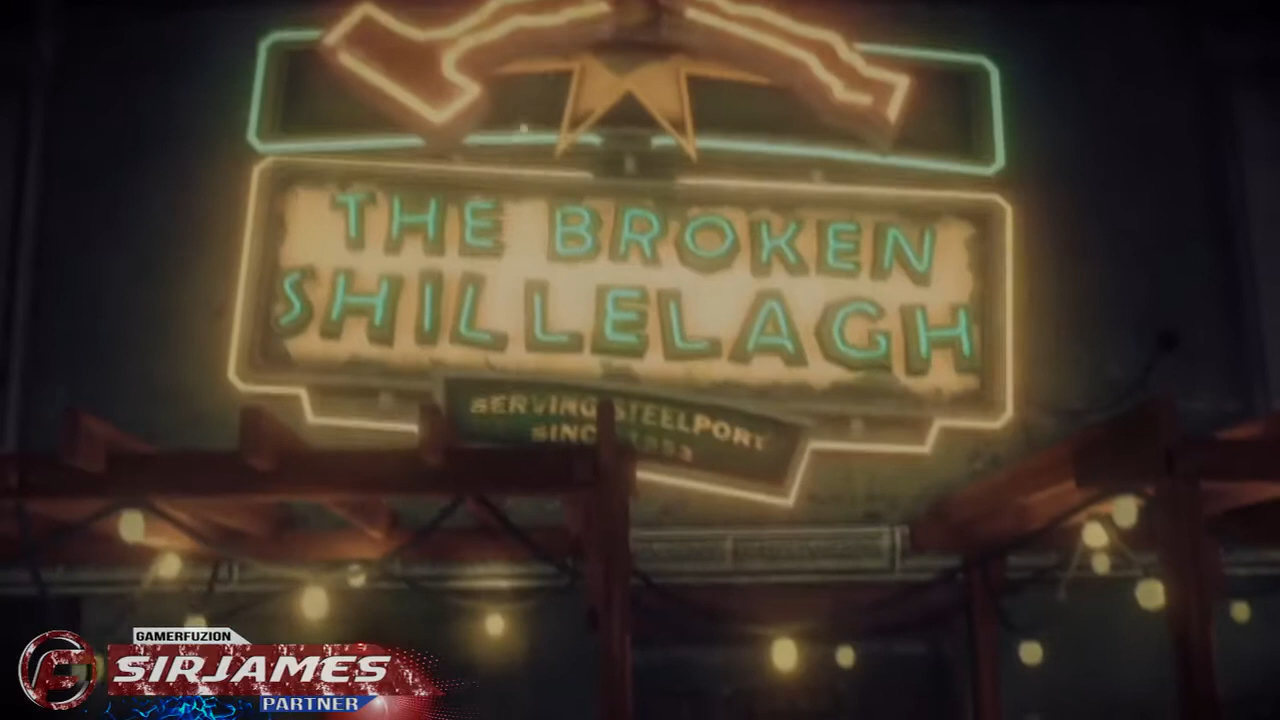 THE BROKEN
SHILLELAGH
SERVING STEELPORT
GAMERFUZION
SIRJAMES
PARTNER